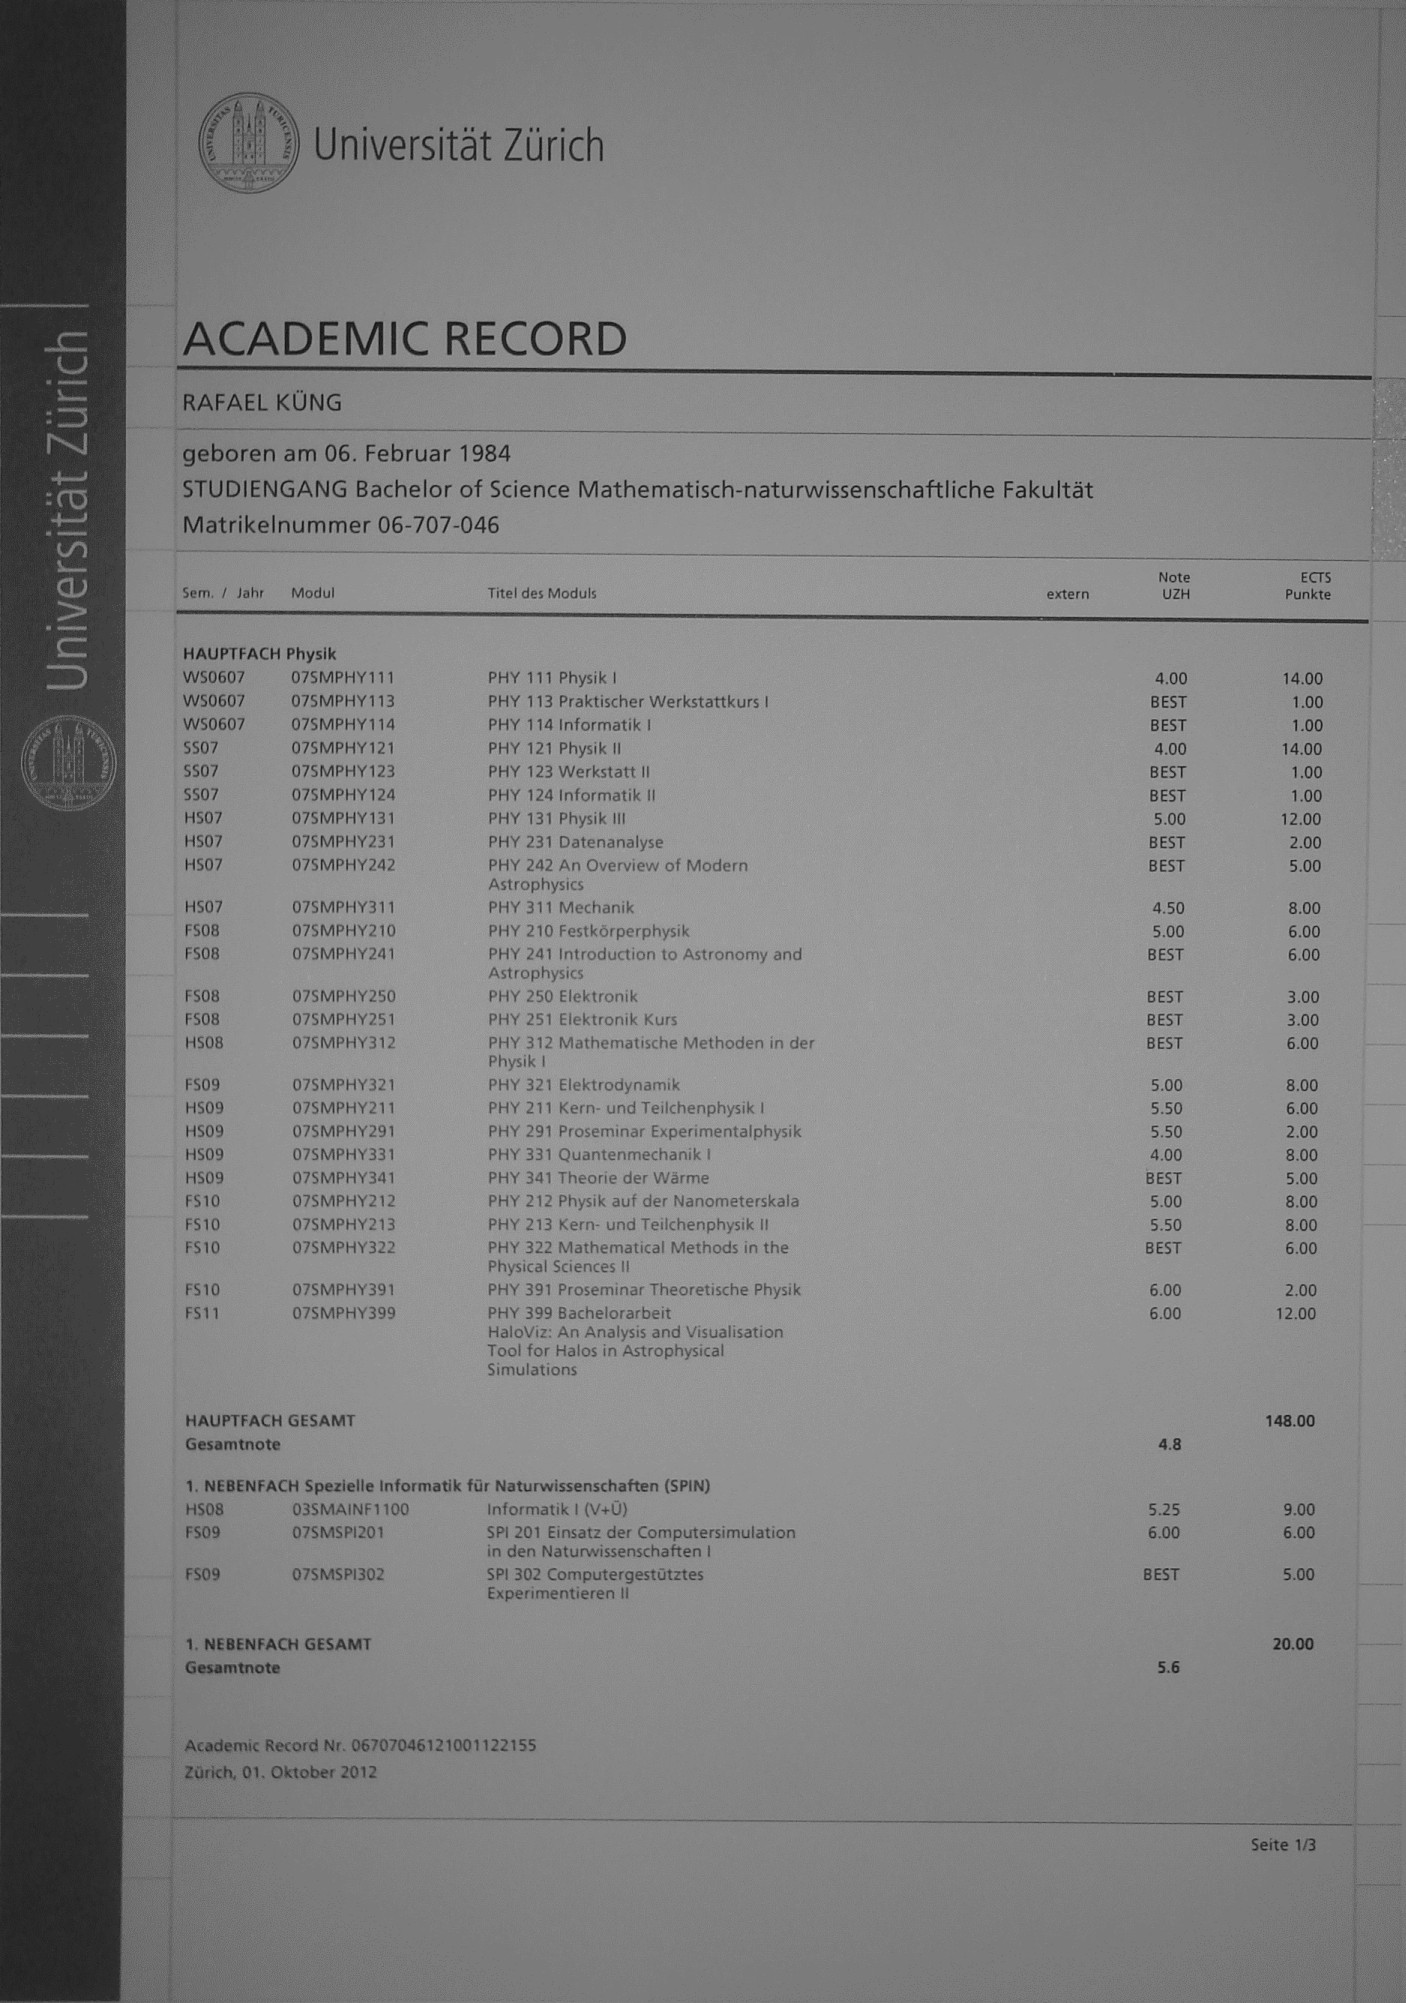 Universität Zürich
Universität Zürich
ACADEMIC RECORD
RAFAEL KÜNG
geboren am 06. Februar 1984
STUDIENGANG Bachelor of Science Mathematisch-naturwissenschaftliche Fakultät
Matrikelnummer 06-707-046
Sem. / Jahr Modul Titel des Moduls extern Note UZH ECTS Punkte
HAUPTFACH Physik
WS0607 07SMPHY111 PHY 111 Physik I 4.00 14.00
WS0607 07SMPHY113 PHY 113 Praktischer Werkstattkurs I BEST 1.00
WS0607 07SMPHY114 PHY 114 Informatik I BEST 1.00
SS07 07SMPHY121 PHY 121 Physik II 4.00 14.00
SS07 07SMPHY123 PHY 123 Werkstatt II BEST 1.00
SS07 07SMPHY124 PHY 124 Informatik II BEST 1.00
HS07 07SMPHY131 PHY 131 Physik III 5.00 12.00
HS07 07SMPHY231 PHY 231 Datenanalyse BEST 2.00
HS07 07SMPHY242 PHY 242 An Overview of Modern BEST 5.00
Astrophysics
HS07 07SMPHY311 PHY 311 Mechanik 4.50 8.00
FS08 07SMPHY210 PHY 210 Festkörperphysik 5.00 6.00
FS08 07SMPHY241 PHY 241 Introduction to Astronomy and BEST 6.00
Astrophysics
FS08 07SMPHY250 PHY 250 Elektronik BEST 3.00
FS08 07SMPHY251 PHY 251 Elektronik Kurs BEST 3.00
HS08 07SMPHY312 PHY 312 Mathematische Methoden in der BEST 6.00
Physik I
FS09 07SMPHY321 PHY 321 Elektrodynamik 5.00 8.00
HS09 07SMPHY211 PHY 211 Kern- und Teilchenphysik I 5.50 6.00
HS09 07SMPHY291 PHY 291 Proseminar Experimentalphysik 5.50 2.00
HS09 07SMPHY331 PHY 331 Quantenmechanik I 4.00 8.00
HS09 07SMPHY341 PHY 341 Theorie der Wärme BEST 5.00
FS10 07SMPHY212 PHY 212 Physik auf der Nanometerskala 5.00 8.00
FS10 07SMPHY213 PHY 213 Kern- und Teilchenphysik II 5.50 8.00
FS10 07SMPHY322 PHY 322 Mathematical Methods in the BEST 6.00
Physical Sciences II
FS10 07SMPHY391 PHY 391 Proseminar Theoretische Physik 6.00 2.00
FS11 07SMPHY399 PHY 399 Bachelorarbeit 6.00 12.00
HaloViz: An Analysis and Visualisation
Tool for Halos in Astrophysical
Simulations
HAUPTFACH GESAMT 148.00
Gesamtnote 4.8
1. NEBENFACH Spezielle Informatik für Naturwissenschaften (SPIN)
HS08 03SMAINF1100 Informatik I (V+Ü) 5.25 9.00
FS09 07SMSPI201 SPI 201 Einsatz der Computersimulation 6.00 6.00
in den Naturwissenschaften I
FS09 07SMSPI302 SPI 302 Computergestütztes BEST 5.00
Experimentieren II
1. NEBENFACH GESAMT 20.00
Gesamtnote 5.6
Academic Record Nr. 06707046121001122155
Zürich, 01. Oktober 2012
Seite 1/3